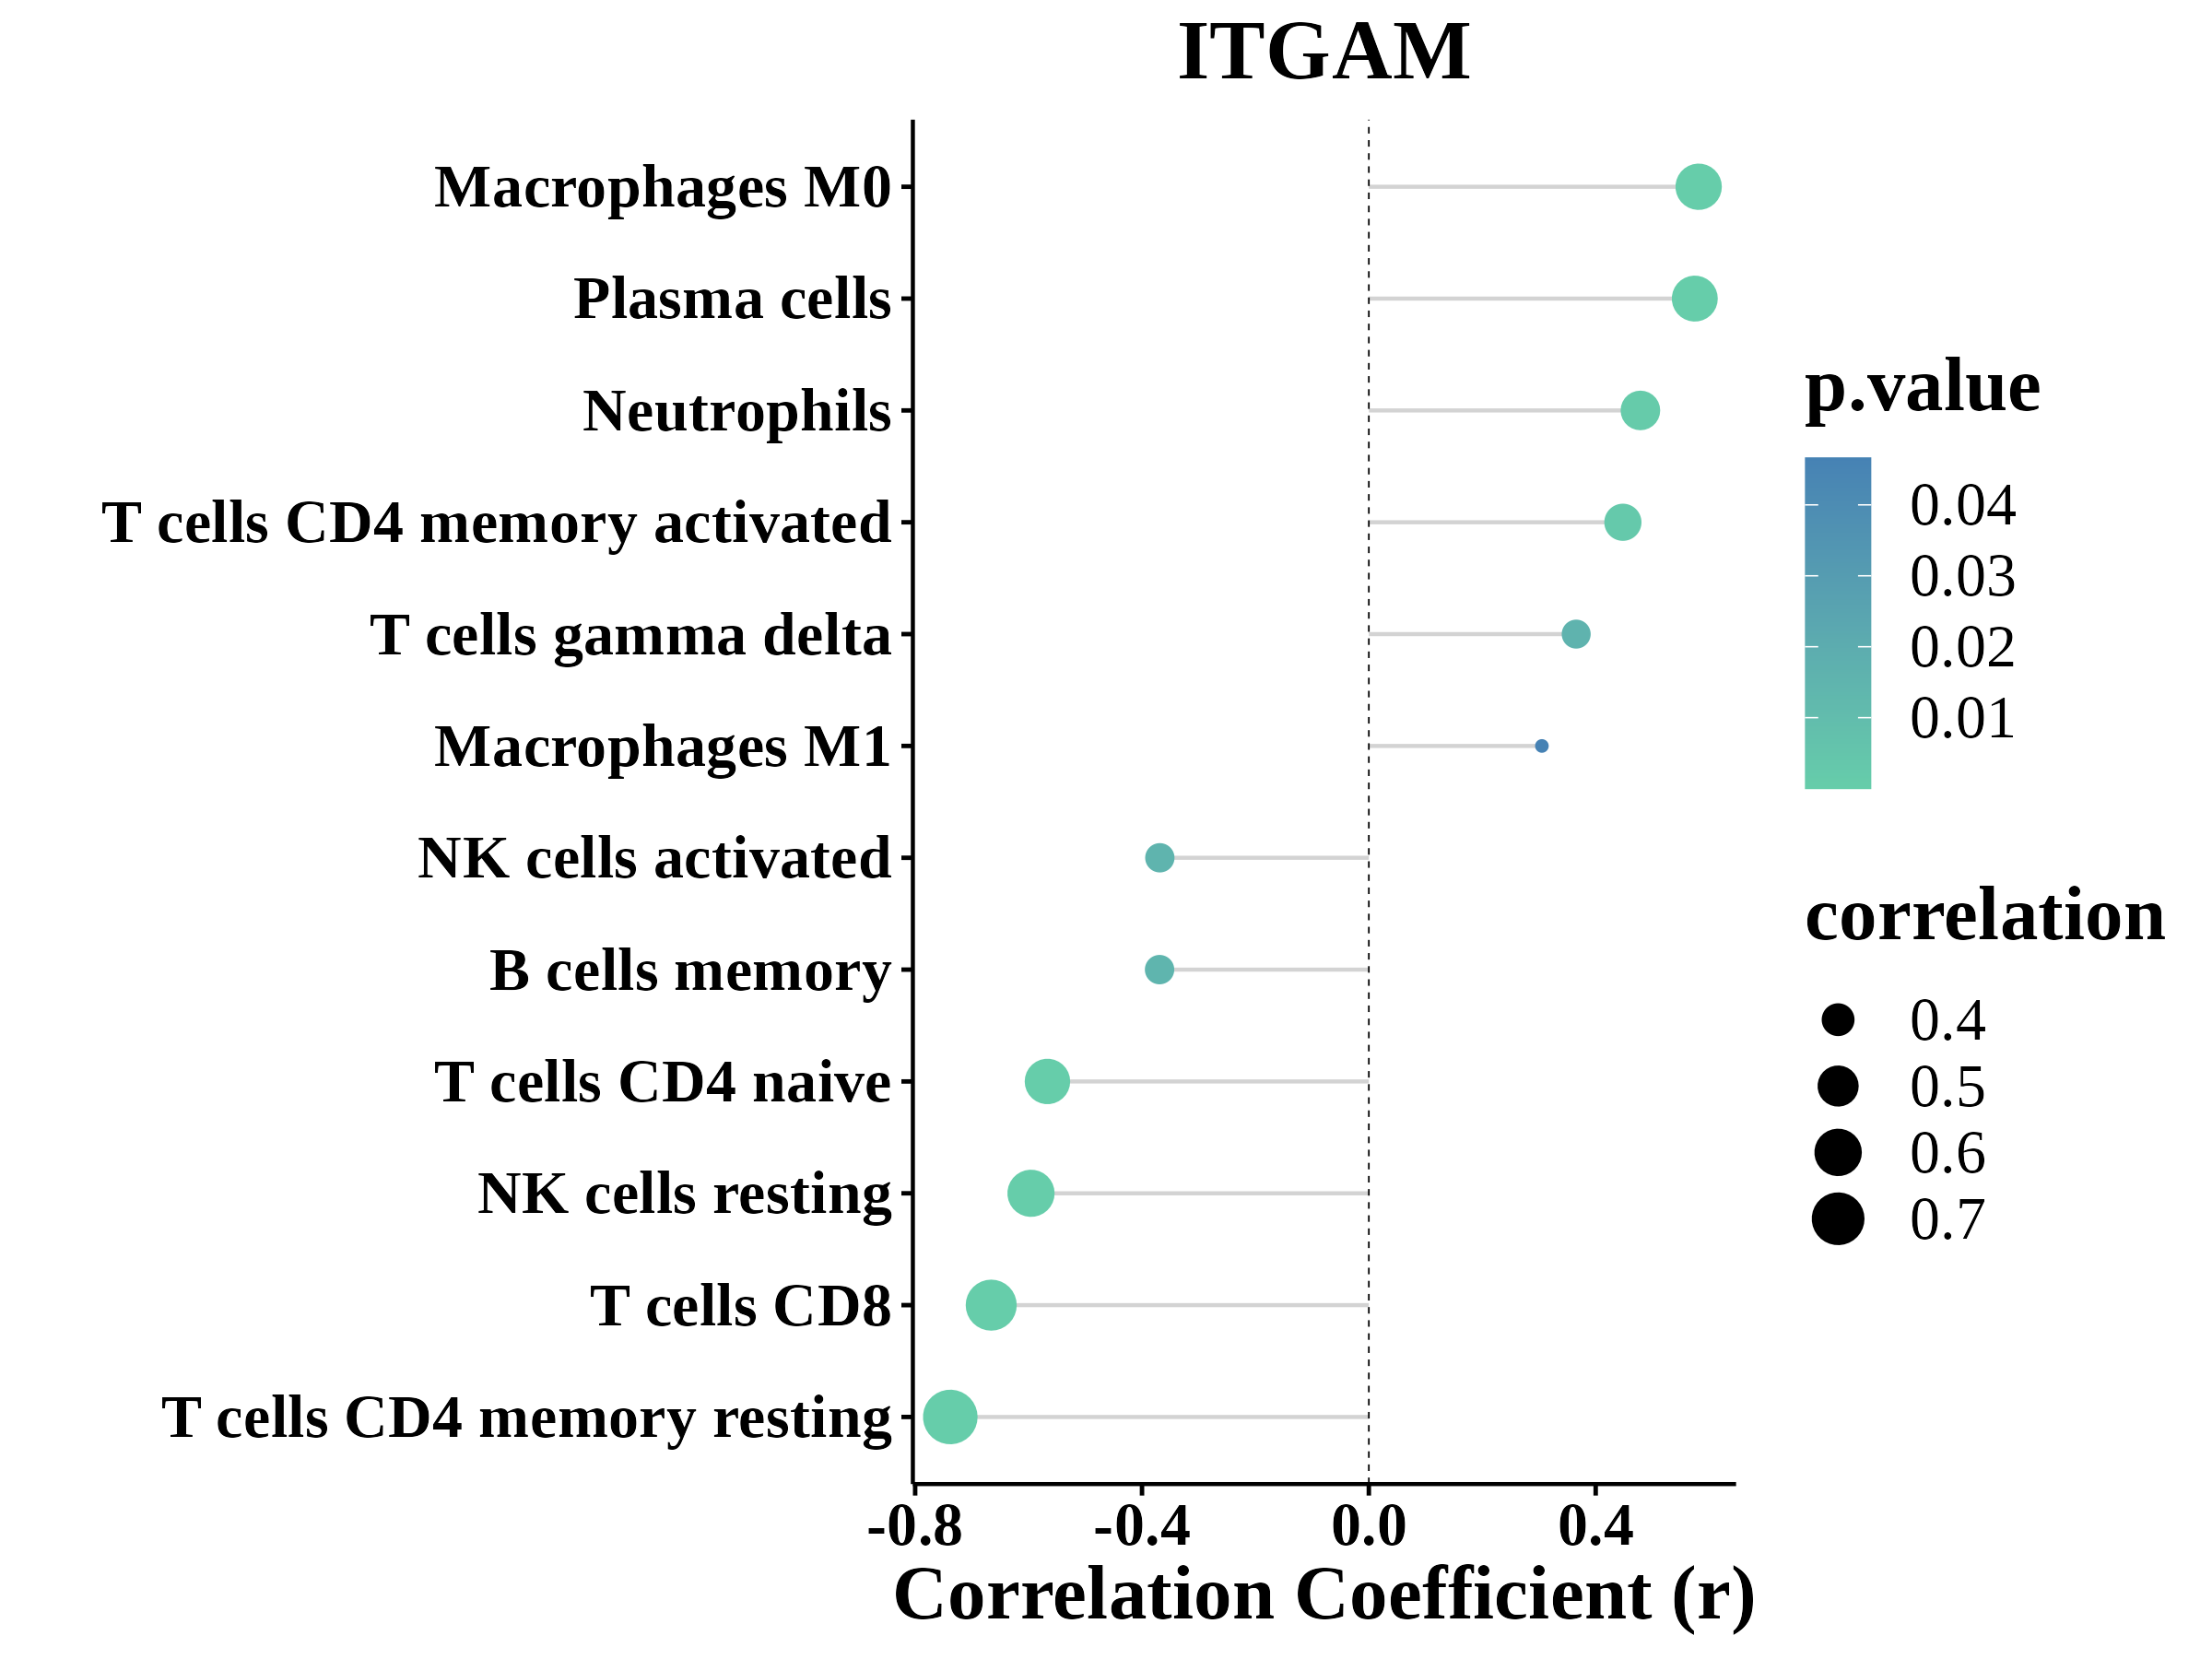 ITGAM
Macrophages M0
Plasma cells
Neutrophils
T cells CD4 memory activated
T cells gamma delta
Macrophages M1
NK cells activated
B cells memory
T cells CD4 naive
NK cells resting
T cells CD8
T cells CD4 memory resting
-0.8 -0.4 0.0 0.4
Correlation Coefficient (r)
p.value
0.04
0.03
0.02
0.01
correlation
0.4
0.5
0.6
0.7